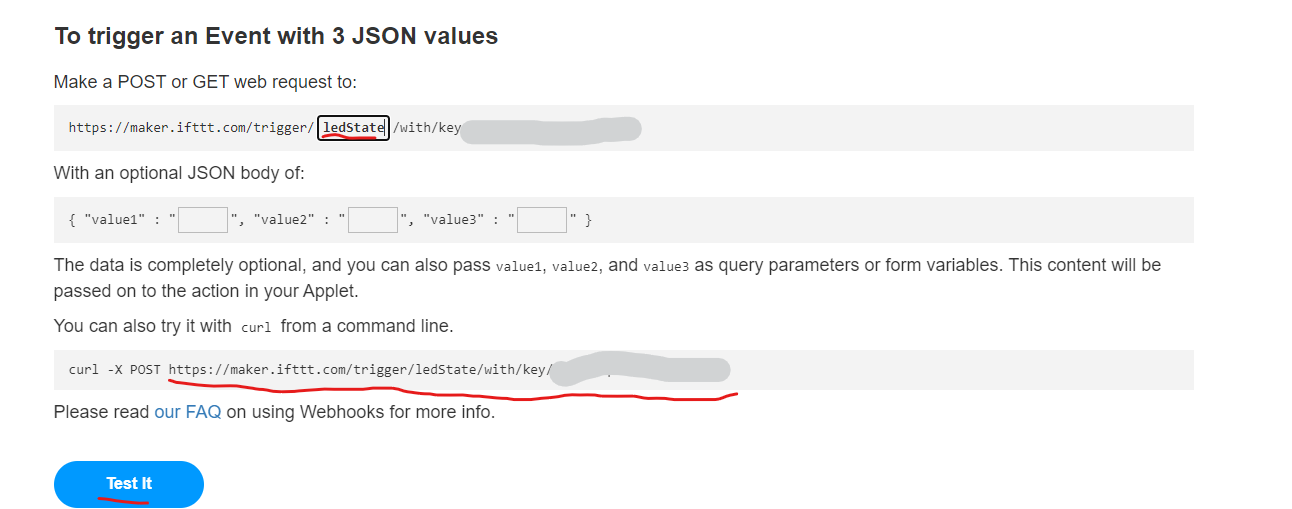 To trigger an Event with 3 JSON values
Make a POST or GET web request to:
https://maker.ifttt.com/trigger/ ledState /with/key
With an optional JSON body of:
{ "value1" : "", "value2" : "", "value3" : "" }
The data is completely optional, and you can also pass value1, value2, and value3 as query parameters or form variables. This content will be
passed on to the action in your Applet.
You can also try it with curl from a command line.
curl -X POST https://maker.ifttt.com/trigger/ledState/with/key/
Please read our FAQ on using Webhooks for more info.
Test It